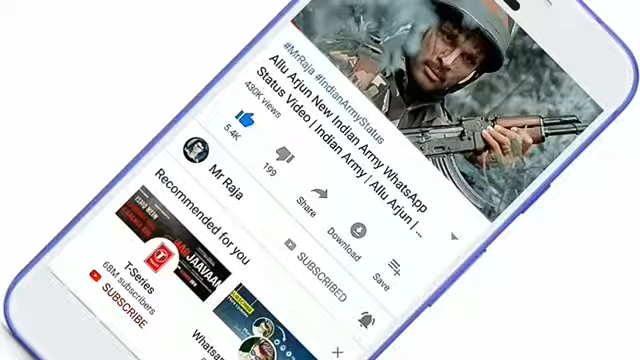 #MrRaja #IndianArmyStatus
Allu Arjun New Indian Army WhatsApp
Status Video | Indian Army | Allu Arjun | ...
430K views
5.4K
199
Share
Download
Save
Mr Raja
SUBSCRIBED
Recommended for you
T-Series
68M subscribers
SUBSCRIBE
Whatsap